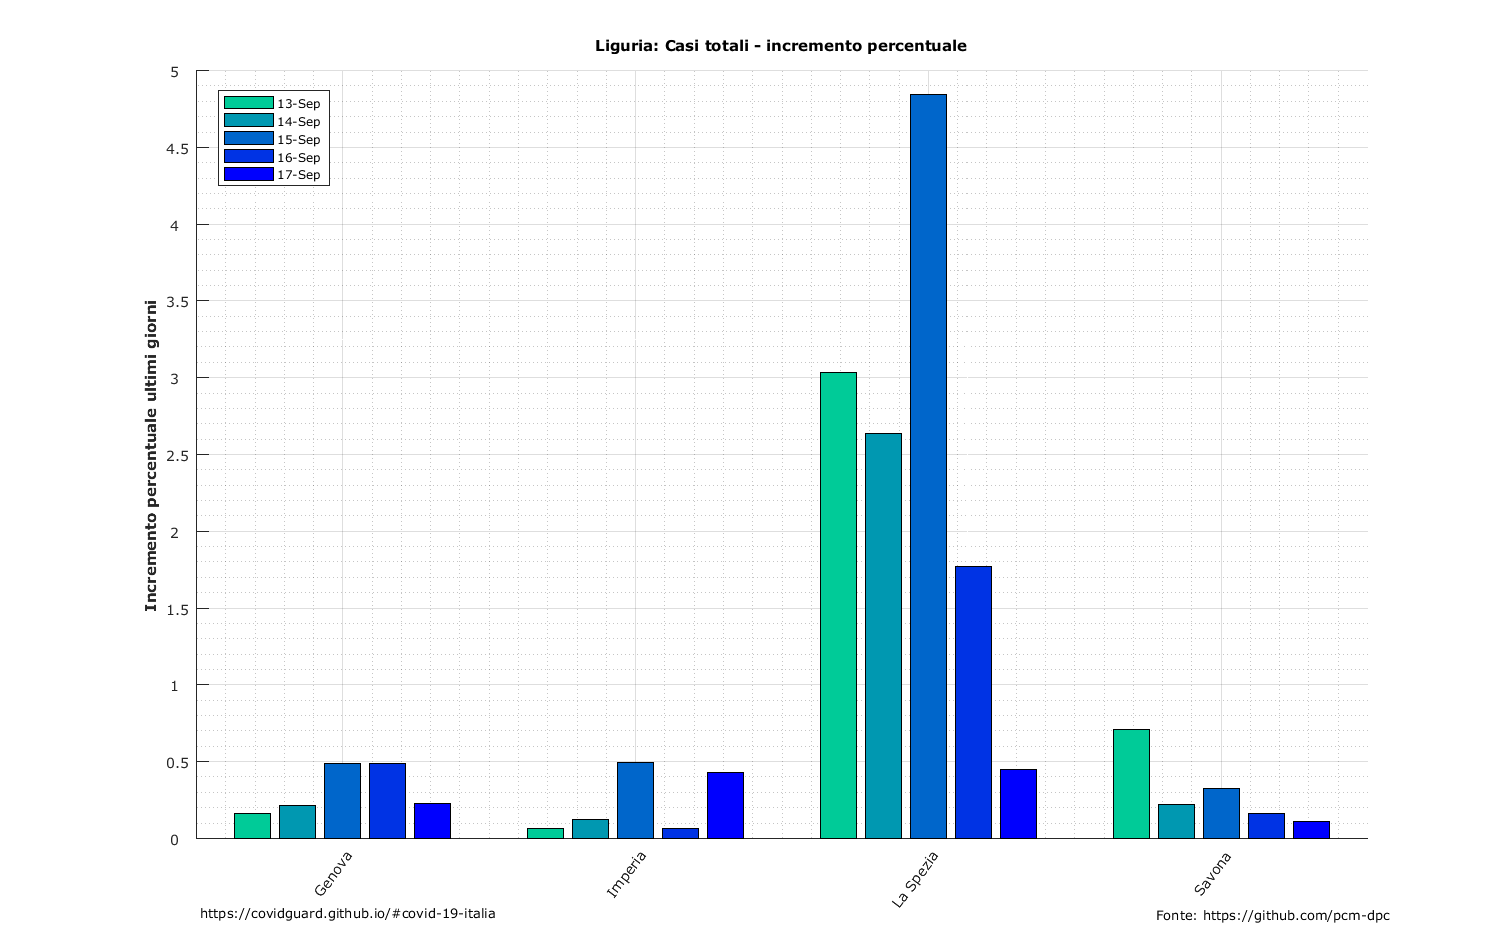 Liguria: Casi totali - incremento percentuale
5
4.5
4
3.5
3
2.5
2
1.5
1
0.5
0
13-Sep
14-Sep
15-Sep
16-Sep
17-Sep
Incremento percentuale ultimi giorni
Genova
Imperia
La Spezia
Savona
https://covidguard.github.io/#covid-19-italia
Fonte: https://github.com/pcm-dpc